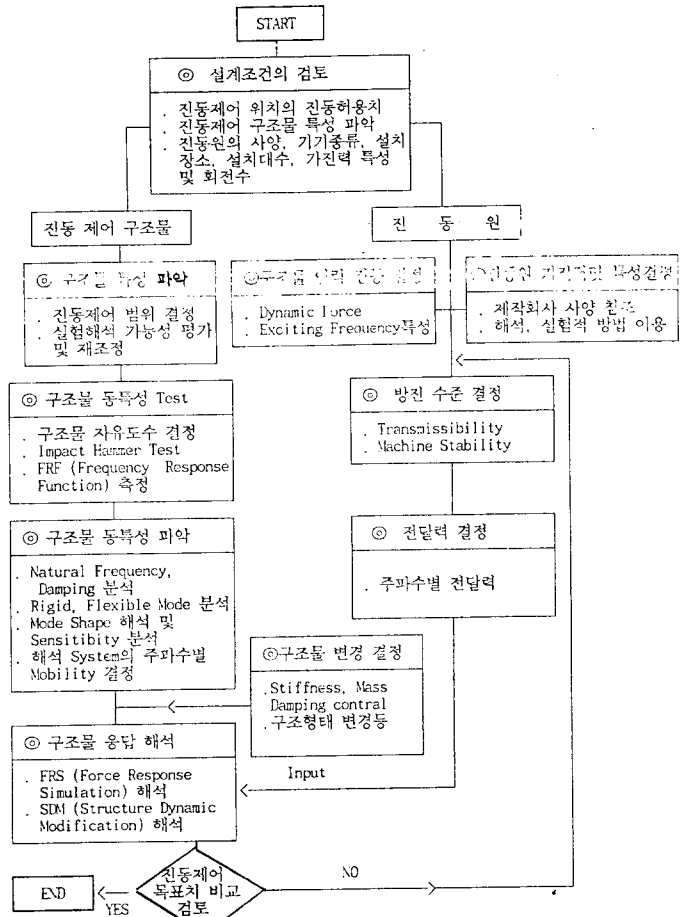 START
◎ 설계조건의 검토
. 진동제어 위치의 진동허용치
. 진동제어 구조물 특성 파악
. 진동원의 사양, 기기종류, 설치
장소, 설치대수, 가진력 특성
및 회전수
진동 제어 구조물
진 동 원
◎ 구조물 특성 파악
. 진동제어 범위 결정
. 실험해석 가능성 평가
및 재조정
◎구조물 입력 결정
. Dynamic Force
. Exciting Frequency특성
◎진동원 특성결정
. 제작회사 사양 참조
. 해석, 실험적 방법 이용
◎ 구조물 동특성 Test
. 구조물 자유도수 결정
. Impact Hammer Test
. FRF (Frequency Response
Function) 측정
◎ 방진 수준 결정
. Transmissibility
. Machine Stability
◎ 구조물 동특성 파악
. Natural Frequency,
Damping 분석
. Rigid, Flexible Mode 분석
. Mode Shape 해석 및
Sensitibity 분석
. 해석 System의 주파수별
Mobility 결정
◎ 전달력 결정
. 주파수별 전달력
◎구조물 변경 결정
.Stiffness, Mass
Damping contral
.구조형태 변경등
◎ 구조물 응답 해석
. FRS (Force Response
Simulation) 해석
. SDM (Structure Dynamic
Modification) 해석
Input
진동제어
목표치 비교
검토
NO
YES
END